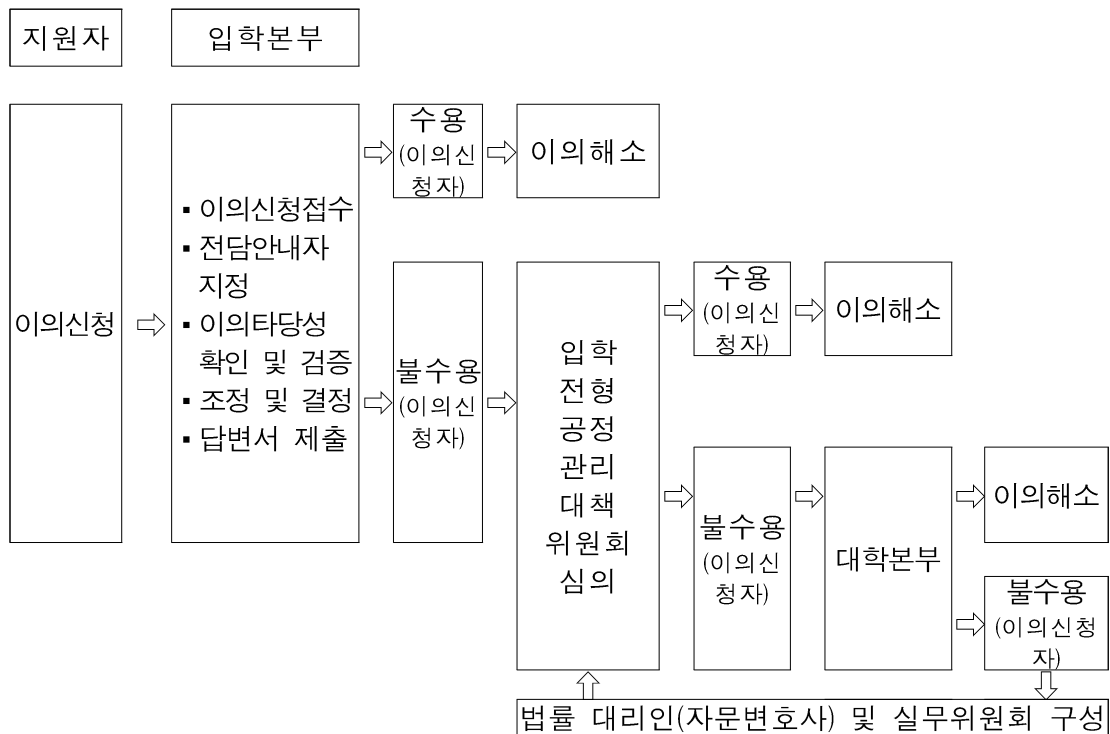 지원자
입학본부
이의신청
▪ 이의신청접수
▪ 전담안내자
지정
▪ 이의타당성
확인 및 검증
▪ 조정 및 결정
▪ 답변서 제출
수용
(이의신
청자)
이의해소
불수용
(이의신
청자)
입학
전형
공정
관리
대책
위원회
심의
수용
(이의신
청자)
이의해소
불수용
(이의신
청자)
대학본부
이의해소
불수용
(이의신청
자)
법률 대리인(자문변호사) 및 실무위원회 구성